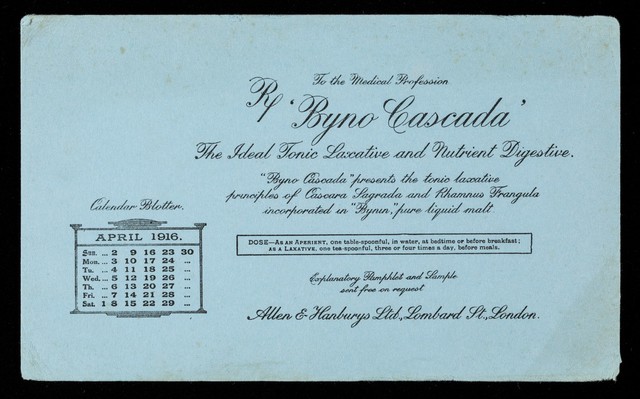 To the Medical Profession
Rx 'Byno Cascada'
The Ideal Tonic Laxative and Nutrient Digestive.
"Byno Cascada" presents the tonic laxative
principles of Cascara Sagrada and Rhamnus Frangula
incorporated in "Bynin," pure liquid malt.
DOSE—AS AN APERIENT, one table-spoonful, in water, at bedtime or before breakfast;
AS A LAXATIVE, one tea-spoonful, three or four times a day, before meals.
Explanatory Pamphlet and Sample
sent free on request
Allen & Hanburys Ltd., Lombard St., London.
Calendar Blotter.
APRIL 1916.
Sun. ... 2 9 16 23 30
Mon. ... 3 10 17 24 ...
Tu. ... 4 11 18 25 ...
Wed. ... 5 12 19 26 ...
Th. ... 6 13 20 27 ...
Fri. ... 7 14 21 28 ...
Sat. 1 8 15 22 29 ...